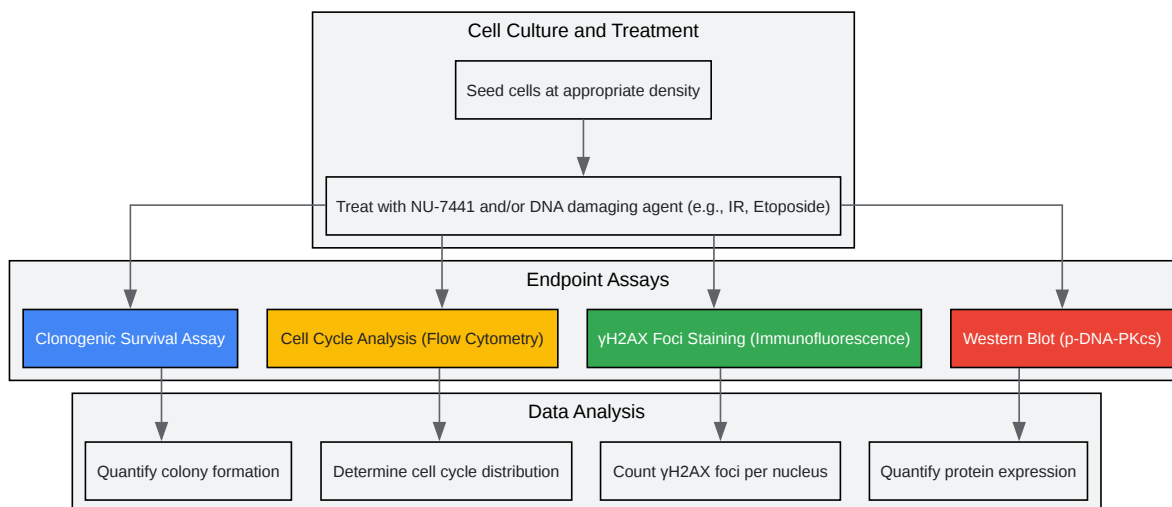 Cell Culture and Treatment
Seed cells at appropriate density
Treat with NU-7441 and/or DNA damaging agent (e.g., IR, Etoposide)
Endpoint Assays
Clonogenic Survival Assay
Cell Cycle Analysis (Flow Cytometry)
γH2AX Foci Staining (Immunofluorescence)
Western Blot (p-DNA-PKcs)
Data Analysis
Quantify colony formation
Determine cell cycle distribution
Count γH2AX foci per nucleus
Quantify protein expression